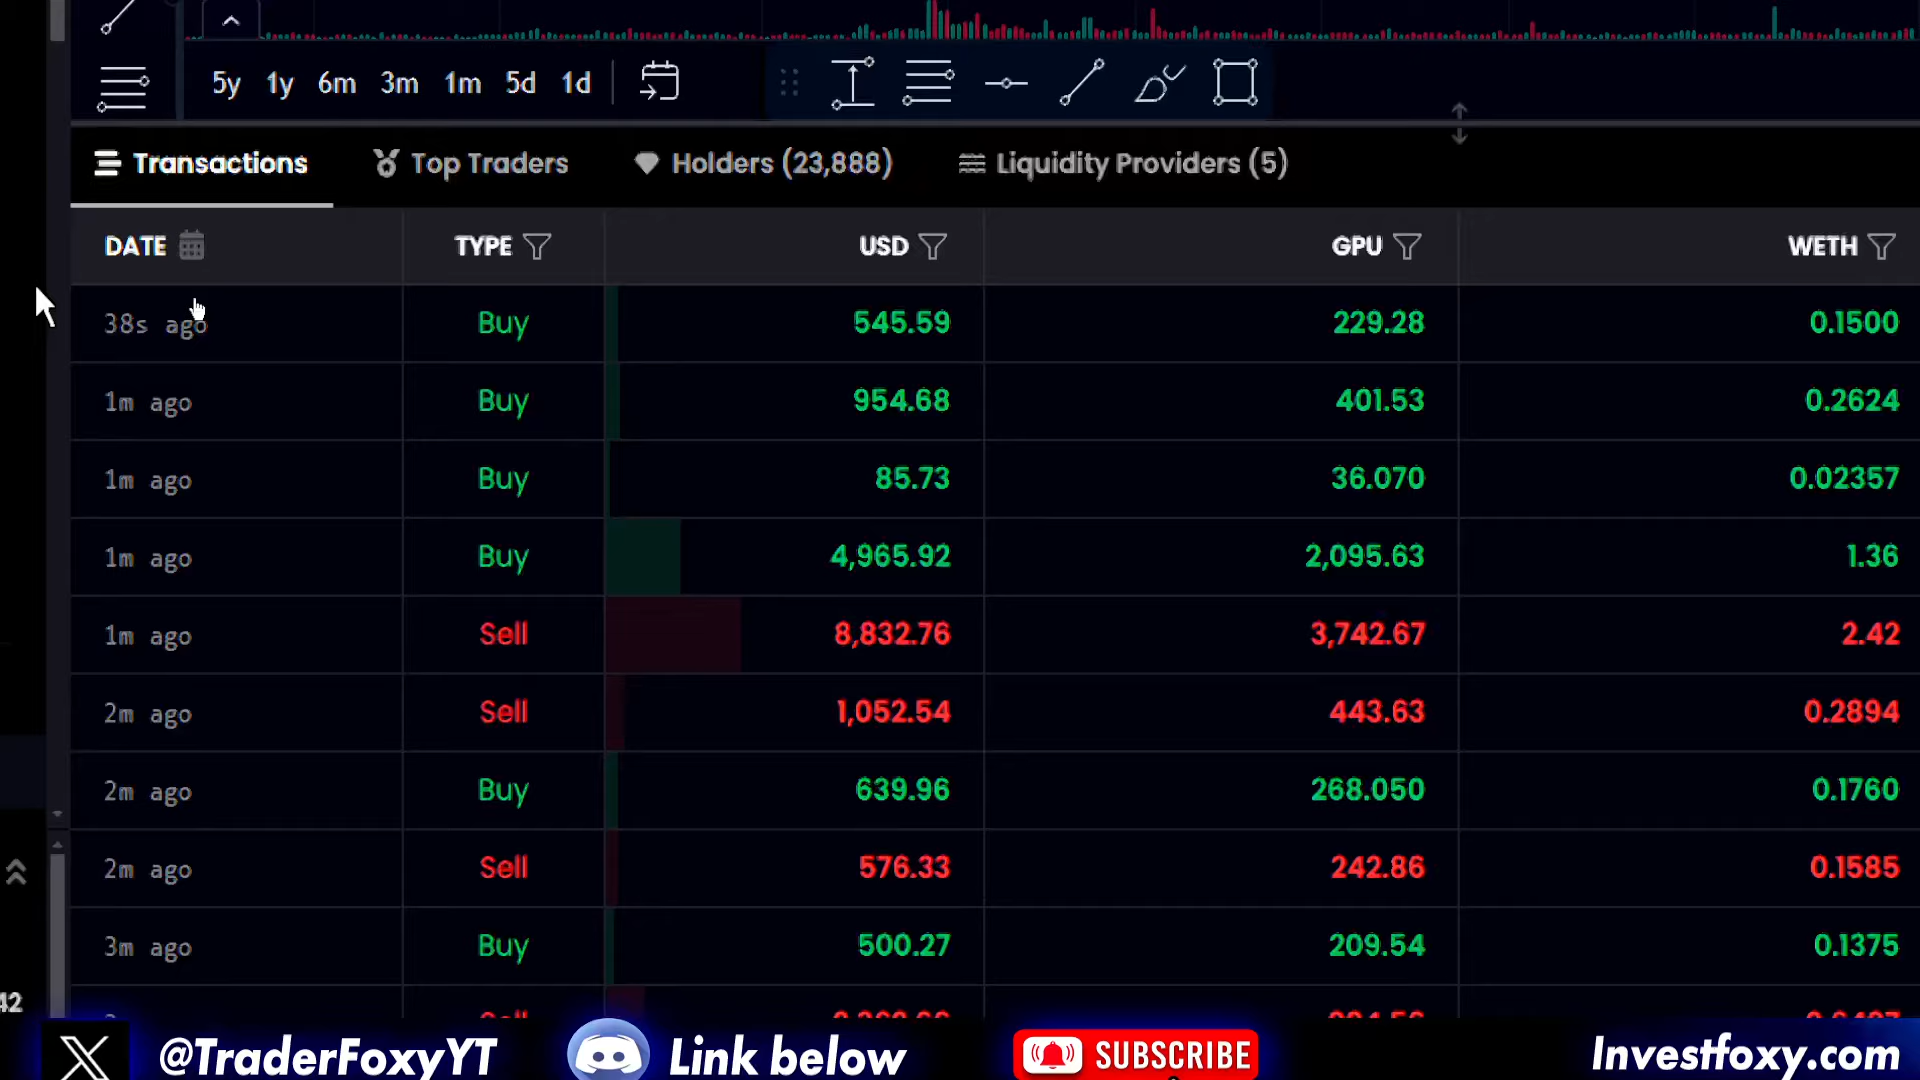 5y 1y 6m 3m 1m 5d 1d
Transactions Top Traders Holders (23,888) Liquidity Providers (5)
DATE TYPE USD GPU WETH
38s ago Buy 545.59 229.28 0.1500
1m ago Buy 954.68 401.53 0.2624
1m ago Buy 85.73 36.070 0.02357
1m ago Buy 4,965.92 2,095.63 1.36
1m ago Sell 8,832.76 3,742.67 2.42
2m ago Sell 1,052.54 443.63 0.2894
2m ago Buy 639.96 268.050 0.1760
2m ago Sell 576.33 242.86 0.1585
3m ago Buy 500.27 209.54 0.1375
42
@TraderFoxyYT Link below SUBSCRIBE Investfoxy.com